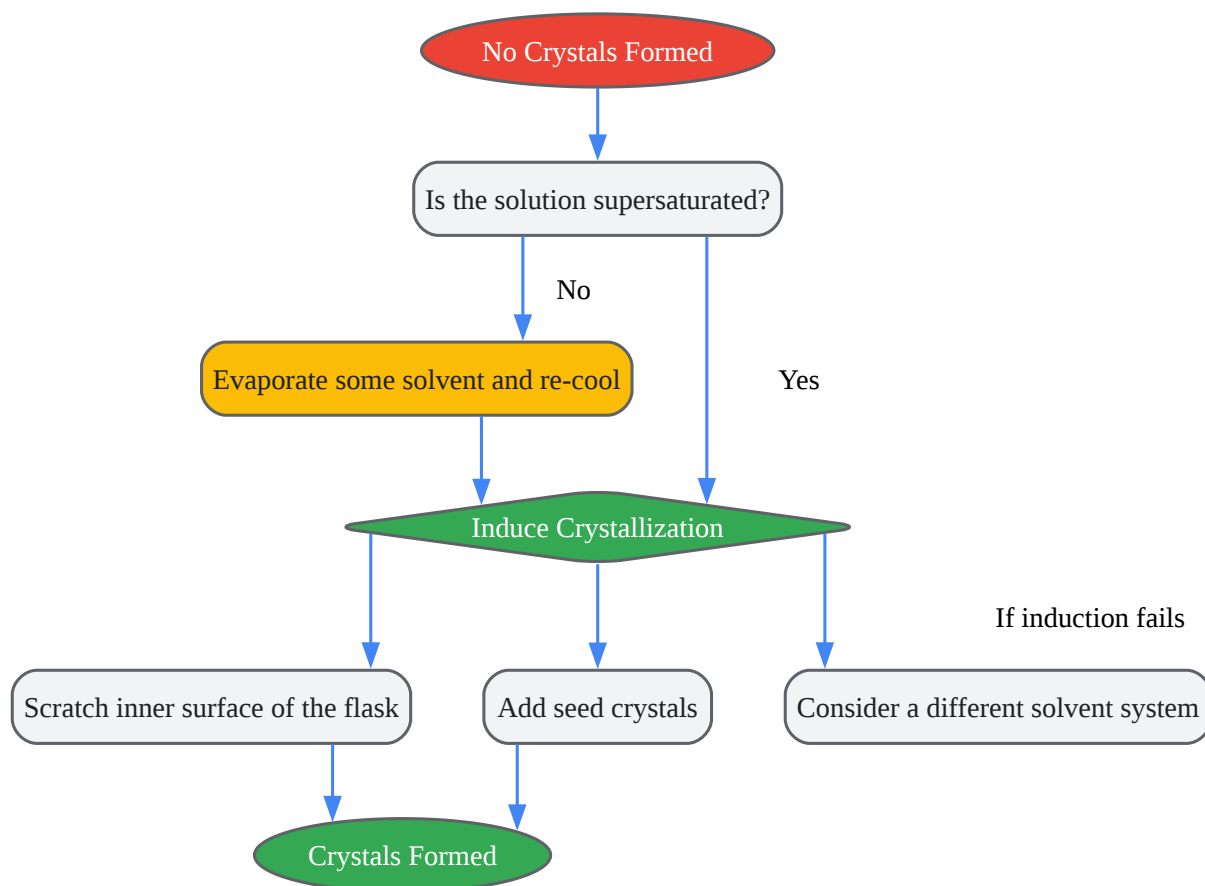 No Crystals Formed
Is the solution supersaturated?
No
Evaporate some solvent and re-cool
Yes
Induce Crystallization
If induction fails
Scratch inner surface of the flask
Add seed crystals
Consider a different solvent system
Crystals Formed